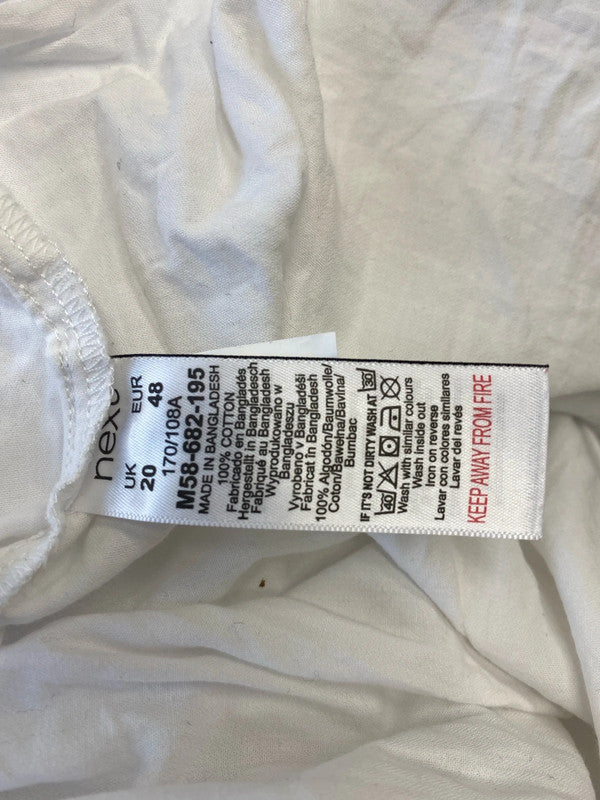 next
UK EUR
20 48
170/108A
M58-682-195
MADE IN BANGLADESH
100% COTTON
Fabricado en Bangladés
Hergestellt in Bangladesch
Fabriqué au Bangladesh
Wyprodukowano w
Bangladeszu
Vyrobeno v Bangladéši
Fabricat în Bangladesh
100% Algodón/Baumwolle/
Coton/Bawełna/Bavlna/
Bumbac
IF IT'S NOT DIRTY WASH AT 30
40
Wash with similar colours
Wash inside out
Iron on reverse
Lavar con colores similares
Lavar del revés
KEEP AWAY FROM FIRE